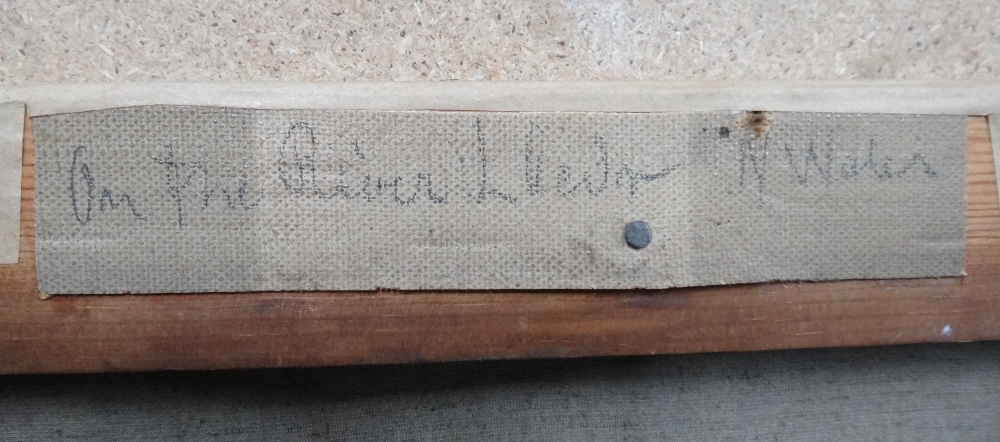 On the River Lledr N Wales